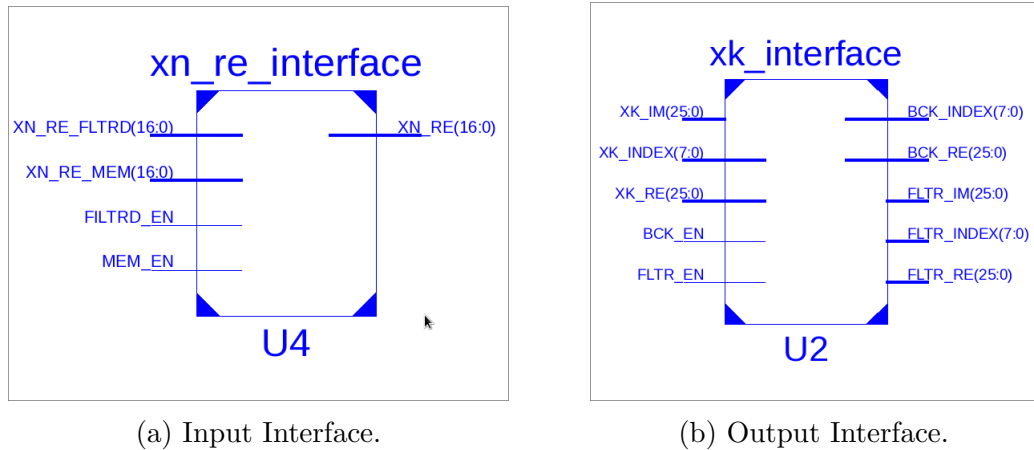 xn_re_interface
XN_RE_FLTRD(16:0)
XN_RE_MEM(16:0)
FILTRD_EN
MEM_EN
XN_RE(16:0)
U4
(a) Input Interface.
xk_interface
XK_IM(25:0)
XK_INDEX(7:0)
XK_RE(25:0)
BCK_EN
FLTR_EN
BCK_INDEX(7:0)
BCK_RE(25:0)
FLTR_IM(25:0)
FLTR_INDEX(7:0)
FLTR_RE(25:0)
U2
(b) Output Interface.